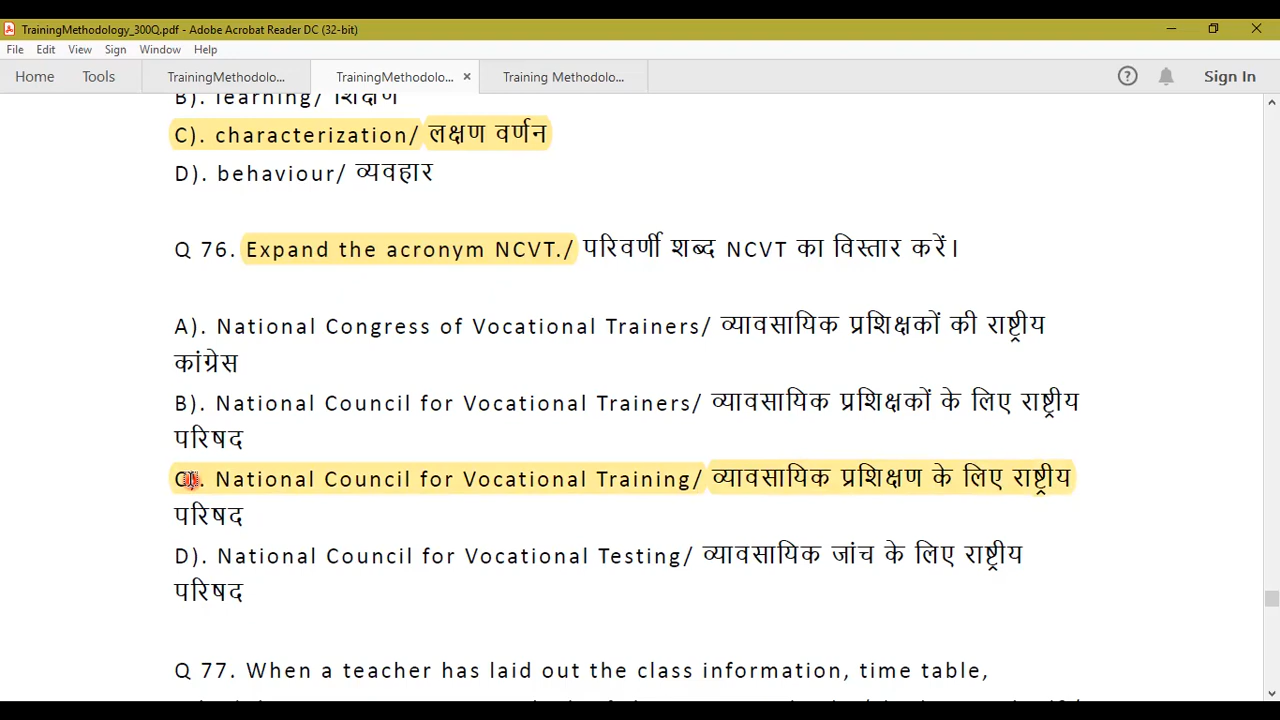 TrainingMethodology_300Q.pdf - Adobe Acrobat Reader DC (32-bit)
File Edit View Sign Window Help
Home Tools TrainingMethodolo... TrainingMethodolo... × Training Methodolo... Sign In
B). learning/ शिक्षण
C). characterization/ लक्षण वर्णन
D). behaviour/ व्यवहार
Q 76. Expand the acronym NCVT./ परिवर्णी शब्द NCVT का विस्तार करें।
A). National Congress of Vocational Trainers/ व्यावसायिक प्रशिक्षकों की राष्ट्रीय
कांग्रेस
B). National Council for Vocational Trainers/ व्यावसायिक प्रशिक्षकों के लिए राष्ट्रीय
परिषद
C). National Council for Vocational Training/ व्यावसायिक प्रशिक्षण के लिए राष्ट्रीय
परिषद
D). National Council for Vocational Testing/ व्यावसायिक जांच के लिए राष्ट्रीय
परिषद
Q 77. When a teacher has laid out the class information, time table,